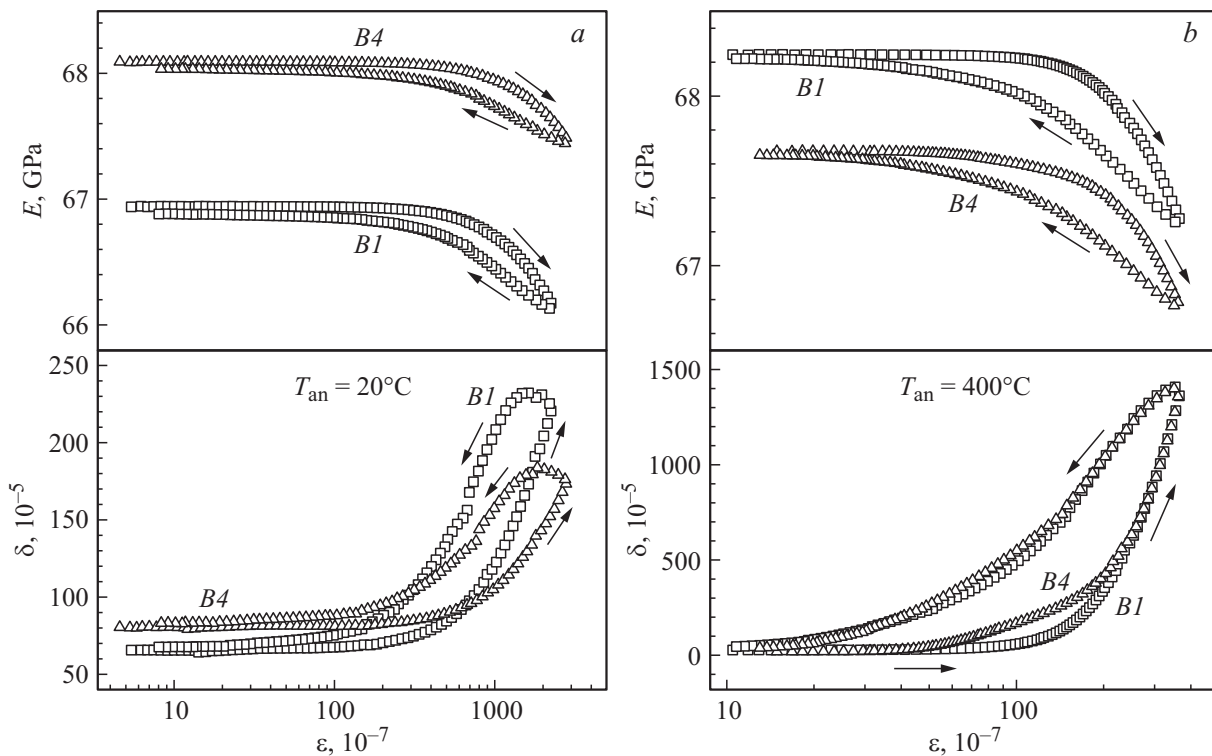 a
B4
68
E, GPa
67
B1
66
b
B1
68
E, GPa
B4
67
250
T_an = 20°C
B1
200
δ, 10^–5
150
100
B4
50
10
100
1000
ε, 10^–7
1500
T_an = 400°C
1000
δ, 10^–5
500
B4
B1
0
10
100
ε, 10^–7